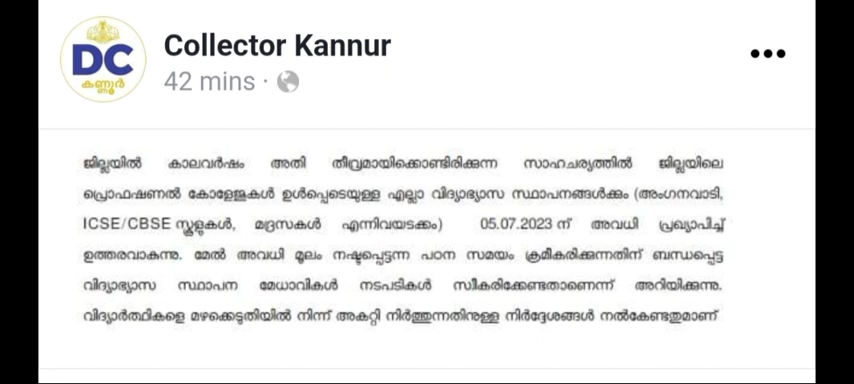 DC
കണ്ണൂർ
Collector Kannur
42 mins ·
ജില്ലയിൽ കാലവർഷം അതി തീവ്രമായിക്കൊണ്ടിരിക്കുന്ന സാഹചര്യത്തിൽ ജില്ലയിലെ
പ്രൊഫഷണൽ കോളേജുകൾ ഉൾപ്പെടെയുള്ള എല്ലാ വിദ്യാഭ്യാസ സ്ഥാപനങ്ങൾക്കും (അംഗനവാടി,
ICSE/CBSE സ്കൂളുകൾ, മദ്രസകൾ എന്നിവയടക്കം) 05.07.2023 ന് അവധി പ്രഖ്യാപിച്ച്
ഉത്തരവാകുന്നു. മേൽ അവധി മൂലം നഷ്ടപ്പെടുന്ന പഠന സമയം ക്രമീകരിക്കുന്നതിന് ബന്ധപ്പെട്ട
വിദ്യാഭ്യാസ സ്ഥാപന മേധാവികൾ നടപടികൾ സ്വീകരിക്കേണ്ടതാണെന്ന് അറിയിക്കുന്നു.
വിദ്യാർത്ഥികളെ മഴക്കെടുതിയിൽ നിന്ന് അകറ്റി നിർത്തുന്നതിനുള്ള നിർദ്ദേശങ്ങൾ നൽകേണ്ടതുമാണ്